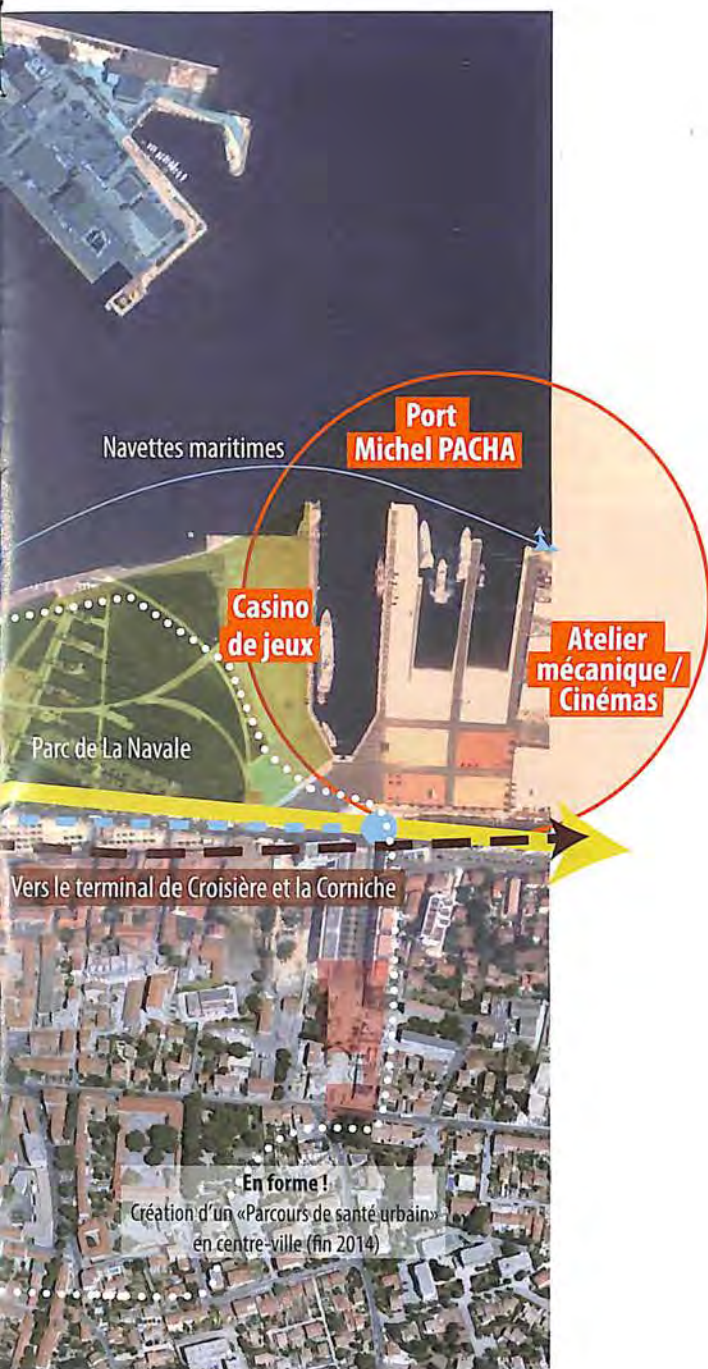 Port
Michel PACHA
Navettes maritimes
Casino
de jeux
Atelier
mécanique /
Cinémas
Parc de La Navale
Vers le terminal de Croisière et la Corniche
En forme !
Création d'un «Parcours de santé urbain»
en centre-ville (fin 2014)